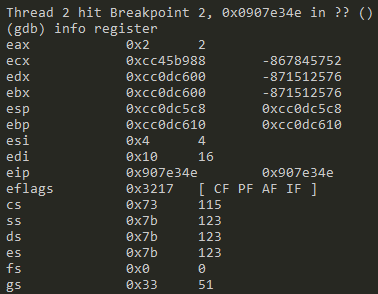 Thread 2 hit Breakpoint 2, 0x0907e34e in ?? ()
(gdb) info register
eax 0x2 2
ecx 0xcc45b988 -867845752
edx 0xcc0dc600 -871512576
ebx 0xcc0dc600 -871512576
esp 0xcc0dc5c8 0xcc0dc5c8
ebp 0xcc0dc610 0xcc0dc610
esi 0x4 4
edi 0x10 16
eip 0x907e34e 0x907e34e
eflags 0x3217 [ CF PF AF IF ]
cs 0x73 115
ss 0x7b 123
ds 0x7b 123
es 0x7b 123
fs 0x0 0
gs 0x33 51